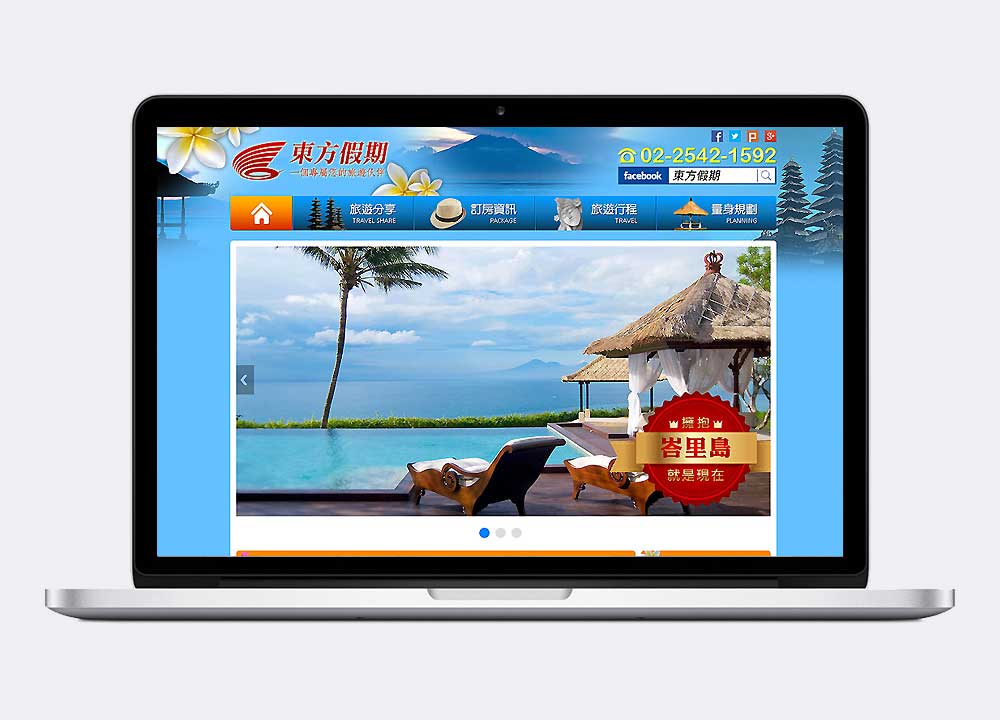 東方假期
一個專屬您的旅遊伙伴
02-2542-1592
facebook 東方假期
旅遊分享
TRAVEL SHARE
訂房資訊
PACKAGE
旅遊行程
TRAVEL
量身規劃
PLANNING
擁抱
峇里島
就是現在